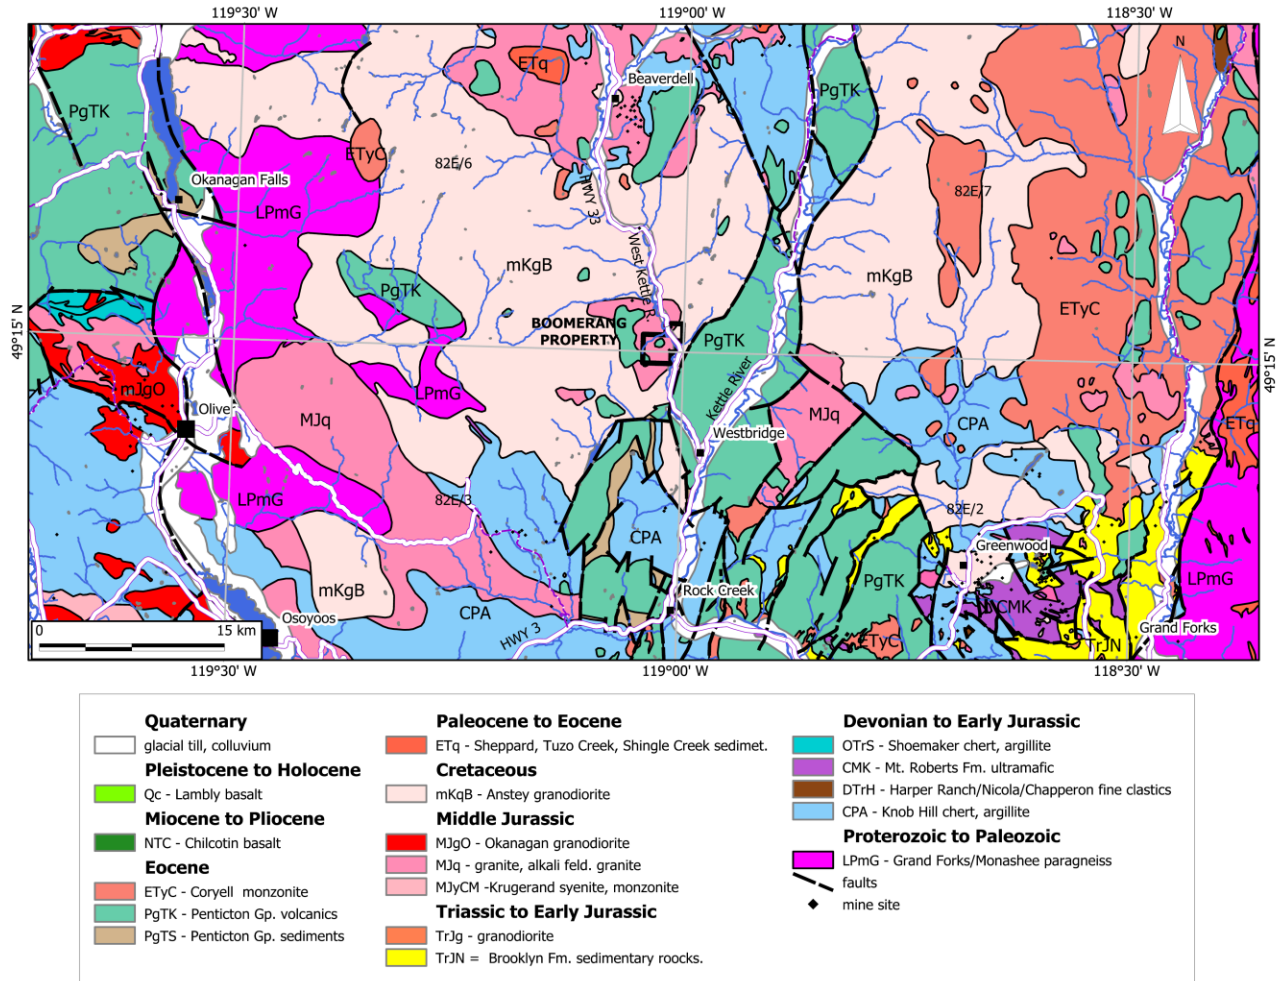 119°30' W
119°00' W
118°30' W
N
ETq
Beaverdell
PgTK
PgTK
ETyC
82E/6
Okanagan Falls
82E/7
HWY 33
LPmG
West Kettle R.
mKgB
mKgB
PgTK
ETyC
BOOMERANG
PROPERTY
PgTK
49°15' N
49°15' N
mJgO
Kettle River
LPmG
Oliver
MJq
MJq
CPA
ETq
Westbridge
82E/3
LPmG
82E/2
CPA
Greenwood
mKgB
PgTK
LPmG
Rock Creek
CMK
Osoyoos
CPA
Grand Forks
HWY 3
ETyC
TrJN
0 15 km
119°30' W
119°00' W
118°30' W
Quaternary
glacial till, colluvium
Pleistocene to Holocene
Qc - Lambly basalt
Miocene to Pliocene
NTC - Chilcotin basalt
Eocene
ETyC - Coryell monzonite
PgTK - Penticton Gp. volcanics
PgTS - Penticton Gp. sediments
Paleocene to Eocene
ETq - Sheppard, Tuzo Creek, Shingle Creek sedimet.
Cretaceous
mKqB - Anstey granodiorite
Middle Jurassic
MJgO - Okanagan granodiorite
MJq - granite, alkali feld. granite
MJyCM -Krugerand syenite, monzonite
Triassic to Early Jurassic
TrJg - granodiorite
TrJN = Brooklyn Fm. sedimentary roocks.
Devonian to Early Jurassic
OTrS - Shoemaker chert, argillite
CMK - Mt. Roberts Fm. ultramafic
DTrH - Harper Ranch/Nicola/Chapperon fine clastics
CPA - Knob Hill chert, argillite
Proterozoic to Paleozoic
LPmG - Grand Forks/Monashee paragneiss
faults
mine site